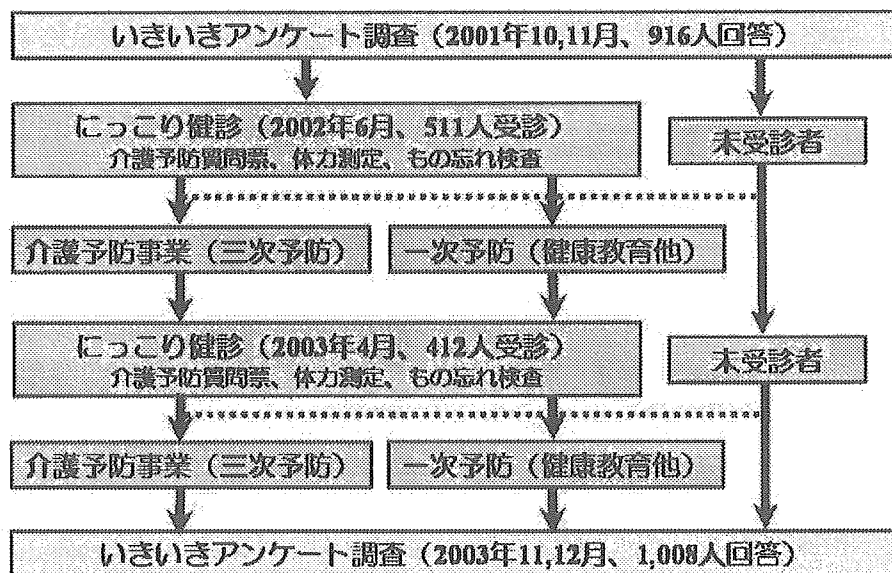 いきいきアンケート調査（2001年10,11月、916人回答）
にっこり健診（2002年6月、511人受診）
介護予防質問票、体力測定、もの忘れ検査
未受診者
介護予防事業（三次予防）
一次予防（健康教育他）
にっこり健診（2003年4月、412人受診）
介護予防質問票、体力測定、もの忘れ検査
未受診者
介護予防事業（三次予防）
一次予防（健康教育他）
いきいきアンケート調査（2003年11,12月、1,008人回答）